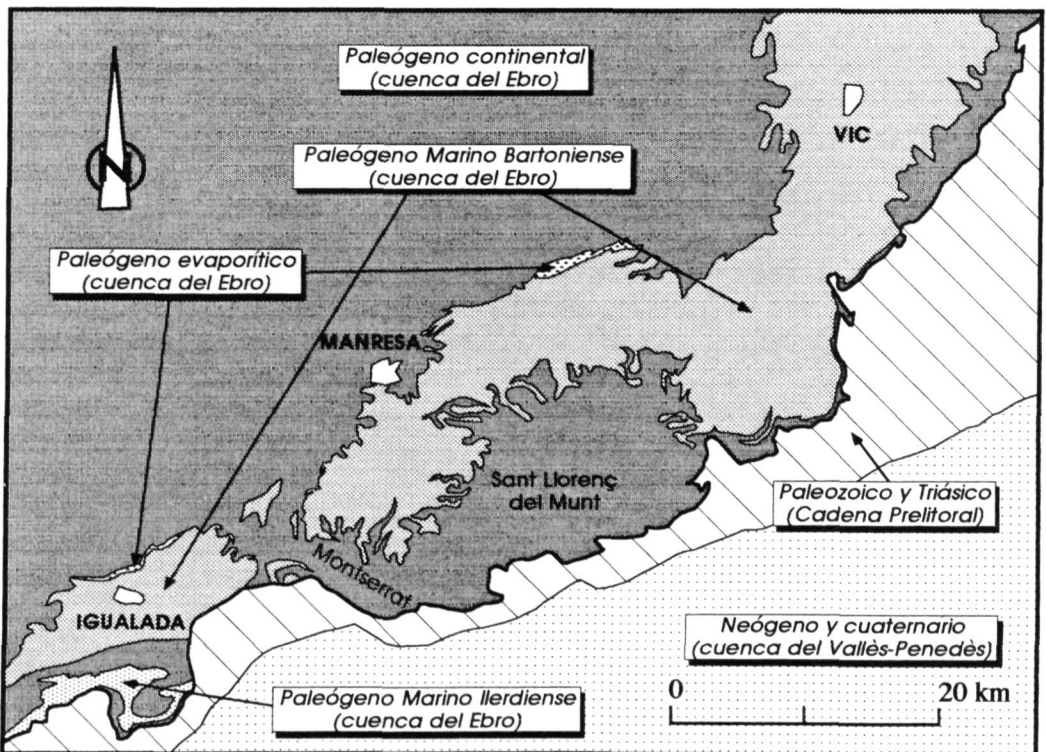 Paleógeno continental
(cuenca del Ebro)
VIC
N
Paleógeno Marino Bartoniense
(cuenca del Ebro)
Paleógeno evaporítico
(cuenca del Ebro)
MANRESA
Sant Llorenç
del Munt
Paleozoico y Triásico
(Cadena Prelitoral)
Montserrat
IGUALADA
Neógeno y cuaternario
(cuenca del Vallès-Penedès)
Paleógeno Marino Ilerdiense
(cuenca del Ebro)
0 20 km